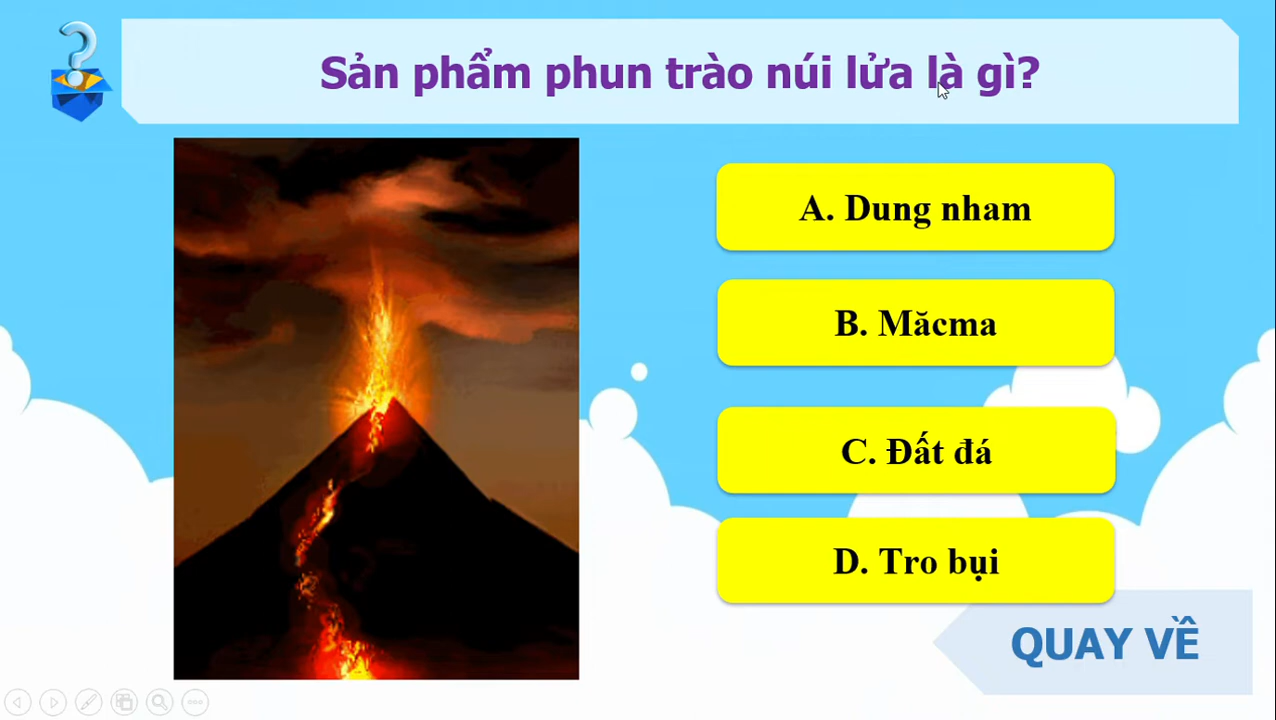 Sản phẩm phun trào núi lửa là gì?
A. Dung nham
B. Măcma
C. Đất đá
D. Tro bụi
QUAY VỀ